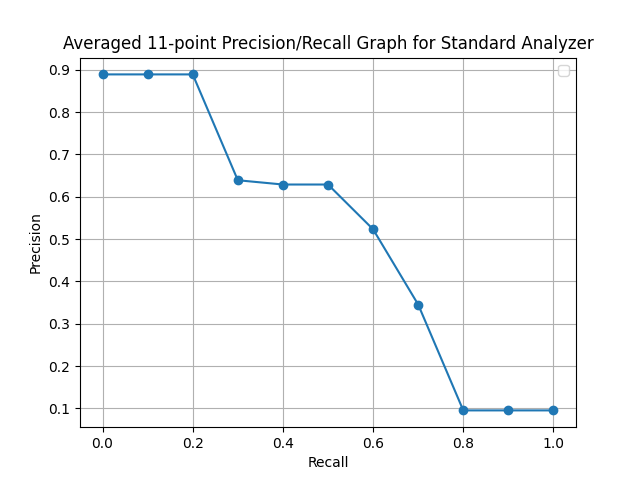 Averaged 11-point Precision/Recall Graph for Standard Analyzer
0.9
0.8
0.7
0.6
0.5
0.4
0.3
0.2
0.1
Precision
0.0 0.2 0.4 0.6 0.8 1.0
Recall